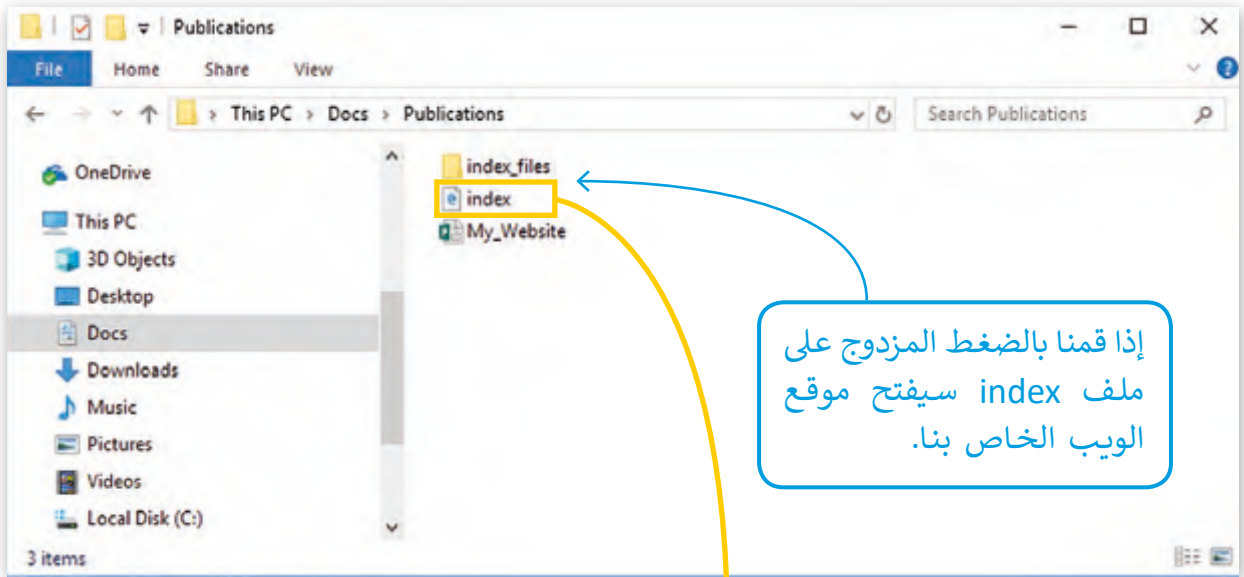 Publications
File Home Share View
This PC > Docs > Publications
Search Publications
OneDrive
This PC
3D Objects
Desktop
Docs
Downloads
Music
Pictures
Videos
Local Disk (C:)
index_files
index
My_Website
إذا قمنا بالضغط المزدوج على
ملف index سيفتح موقع
الويب الخاص بنا.
3 items